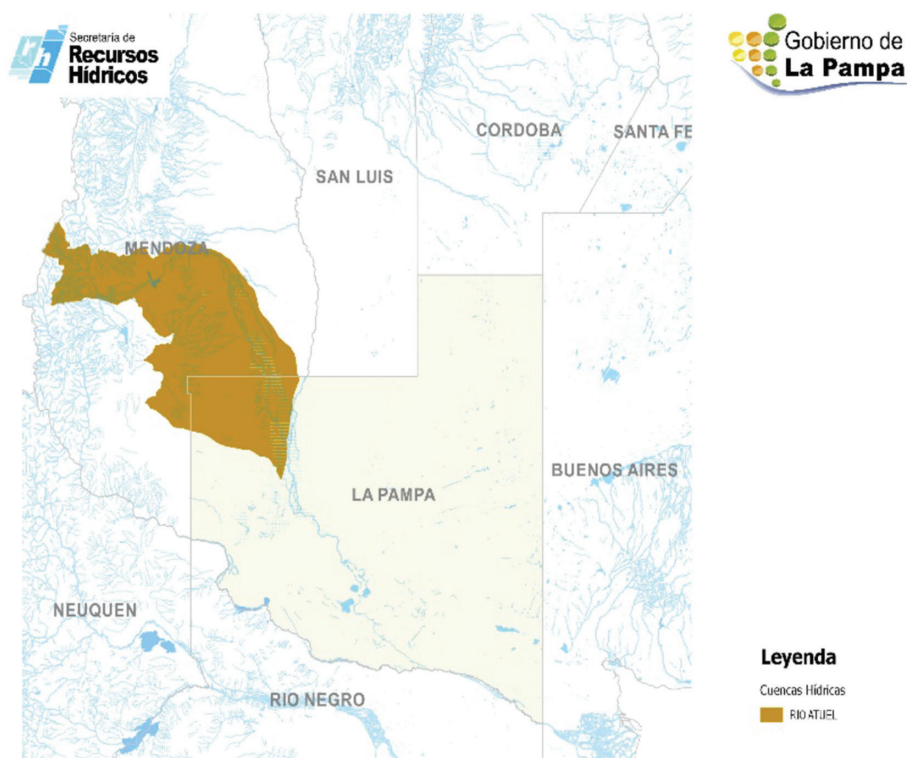 Secretaría de
Recursos
Hídricos
Gobierno de
La Pampa
CORDOBA
SANTA FE
SAN LUIS
MENDOZA
BUENOS AIRES
LA PAMPA
NEUQUEN
RIO NEGRO
Leyenda
Cuencas Hídricas
RIO ATUEL